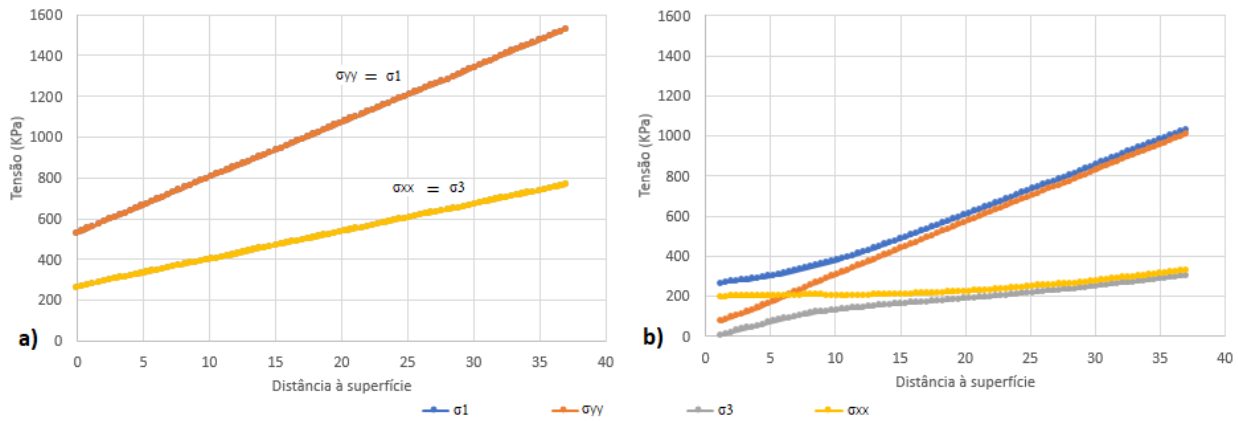 1600
1400
1200
1000
800
600
400
200
0
Tensão (KPa)
σyy = σ1
σxx = σ3
a)
0 5 10 15 20 25 30 35 40
Distância à superfície
1600
1400
1200
1000
800
600
400
200
0
Tensão (KPa)
b)
0 5 10 15 20 25 30 35 40
Distância à superfície
σ1 σyy σ3 σxx